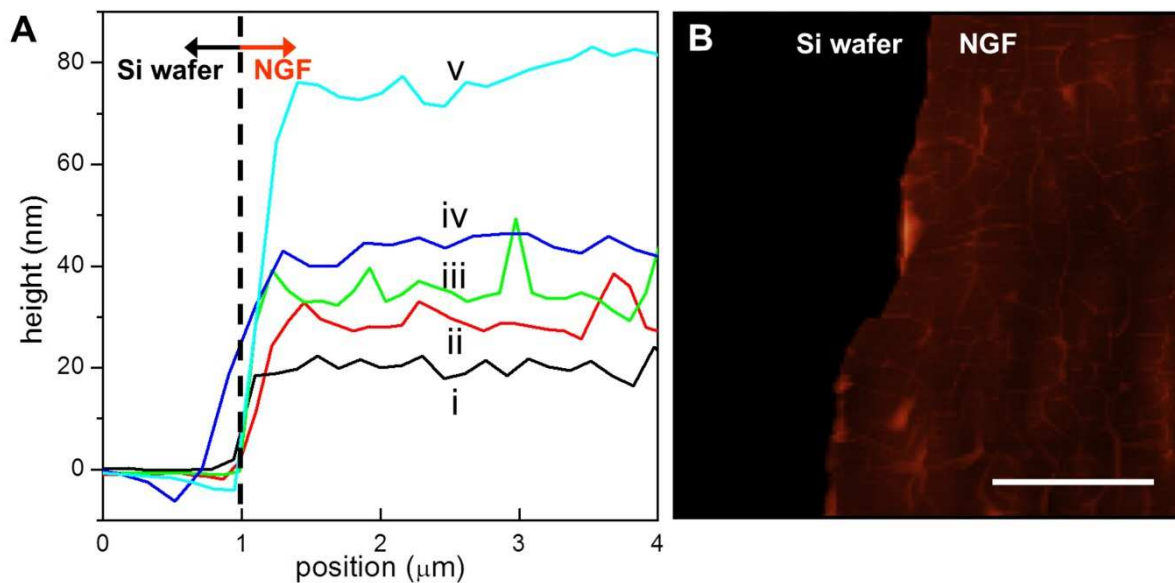 A
Si wafer
NGF
v
iv
iii
ii
i
80
60
40
20
0
height (nm)
0
1
2
3
4
position (μm)
B
Si wafer
NGF